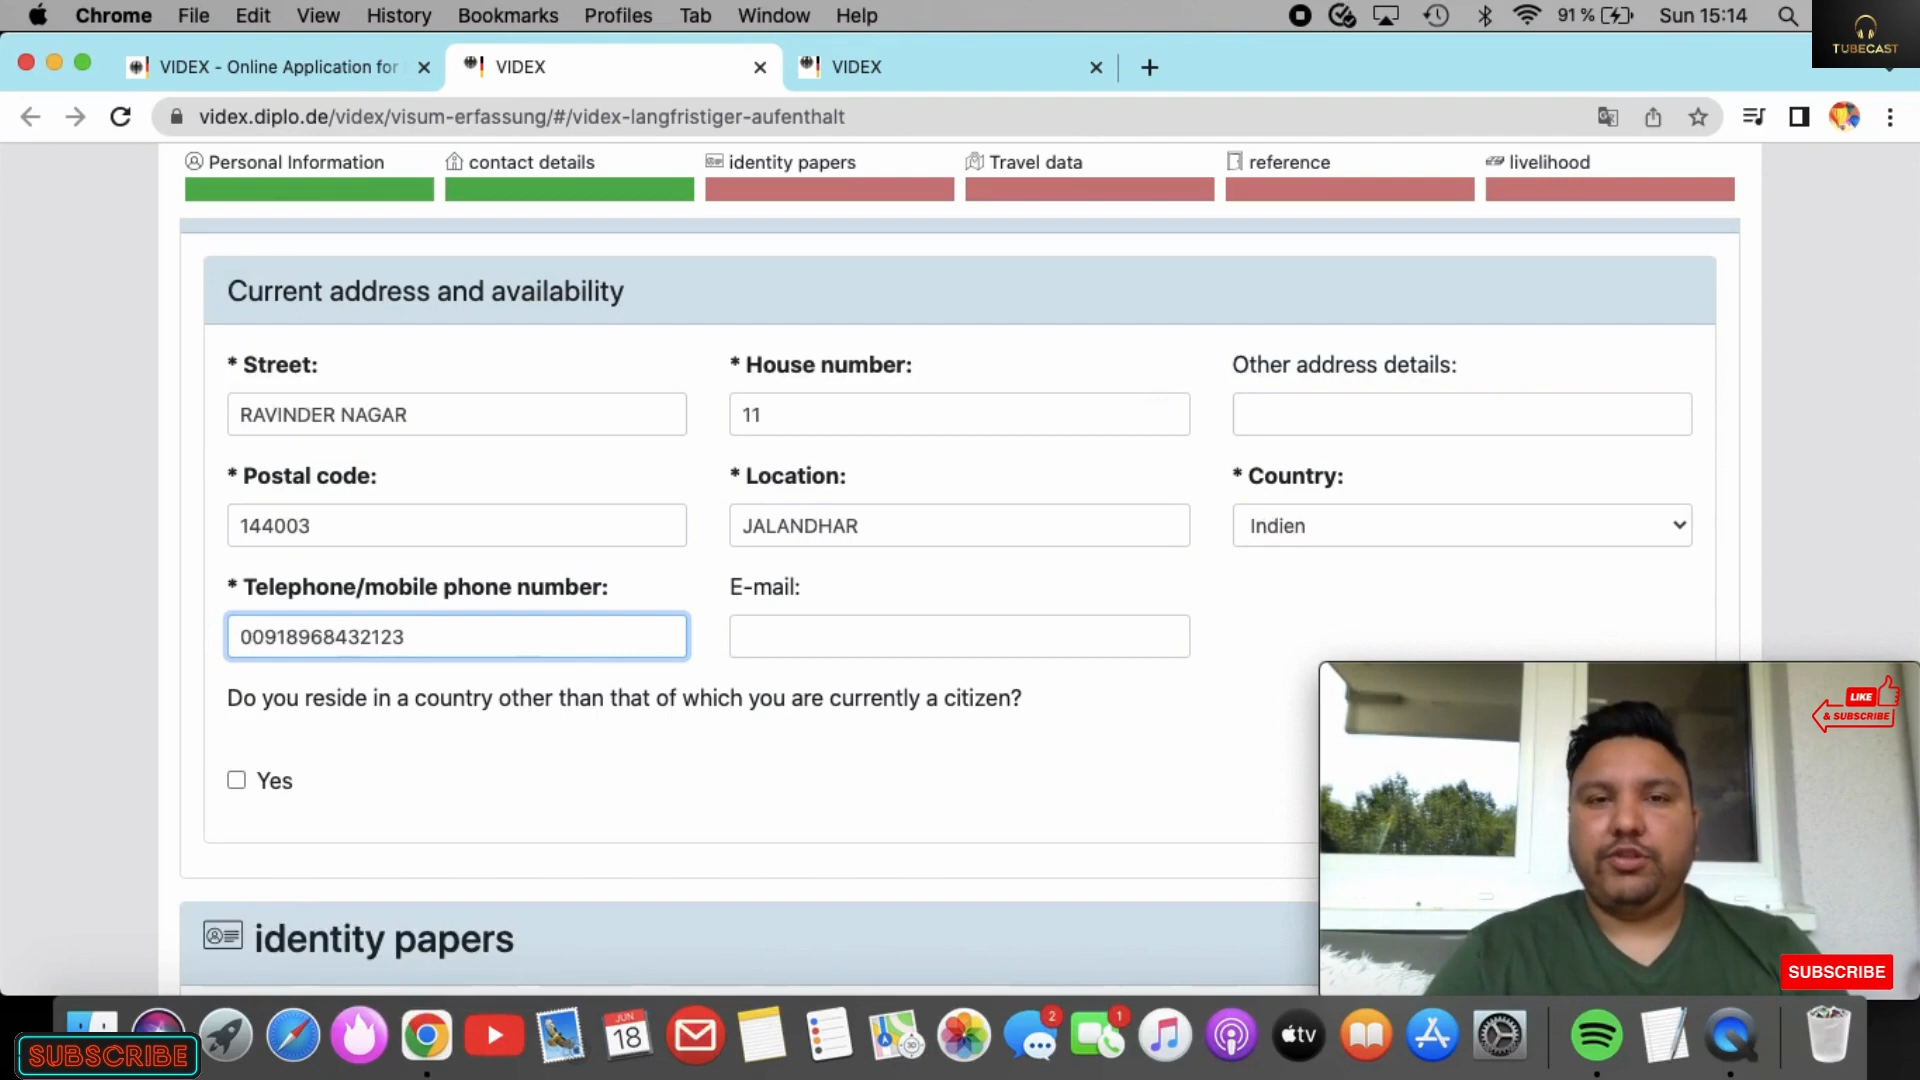 Chrome File Edit View History Bookmarks Profiles Tab Window Help 91 % Sun 15:14
TUBECAST
VIDEX - Online Application for VIDEX VIDEX
videx.diplo.de/videx/visum-erfassung/#/videx-langfristiger-aufenthalt
Personal Information contact details identity papers Travel data reference livelihood
Current address and availability
* Street: * House number: Other address details:
RAVINDER NAGAR 11
* Postal code: * Location: * Country:
144003 JALANDHAR Indien
* Telephone/mobile phone number: E-mail:
00918968432123
Do you reside in a country other than that of which you are currently a citizen?
LIKE
& SUBSCRIBE
Yes
identity papers
SUBSCRIBE
2 1
JUN
18
tv
SUBSCRIBE